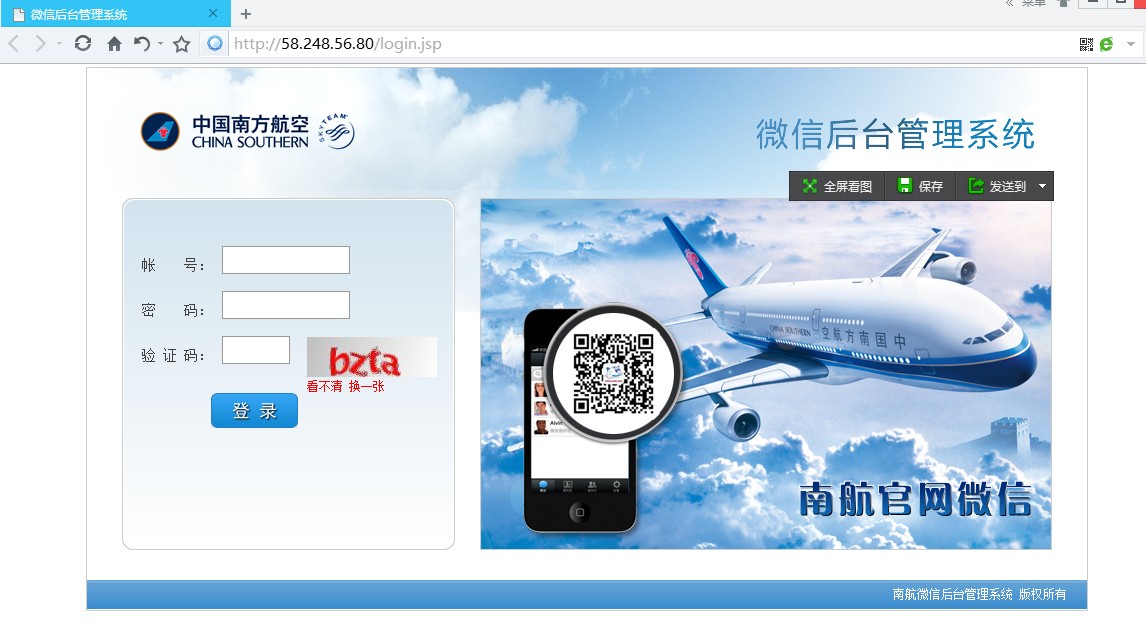 微信后台管理系统
菜单
http://58.248.56.80/login.jsp
中国南方航空
CHINA SOUTHERN
SKYTEAM
微信后台管理系统
全屏看图 保存 发送到
帐 号：
密 码：
验 证 码： bzta
看不清 换一张
登 录
CHINA SOUTHERN 空航方南国中
Alvin
南航官网微信
南航微信后台管理系统 版权所有